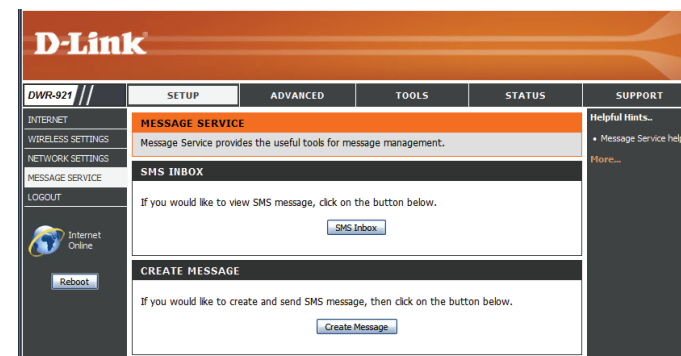 D-Link
DWR-921 // SETUP ADVANCED TOOLS STATUS SUPPORT
INTERNET
WIRELESS SETTINGS
NETWORK SETTINGS
MESSAGE SERVICE
LOGOUT
Internet
Online
Reboot
MESSAGE SERVICE
Message Service provides the useful tools for message management.
SMS INBOX
If you would like to view SMS message, click on the button below.
SMS Inbox
CREATE MESSAGE
If you would like to create and send SMS message, then click on the button below.
Create Message
Helpful Hints..
• Message Service help
More...